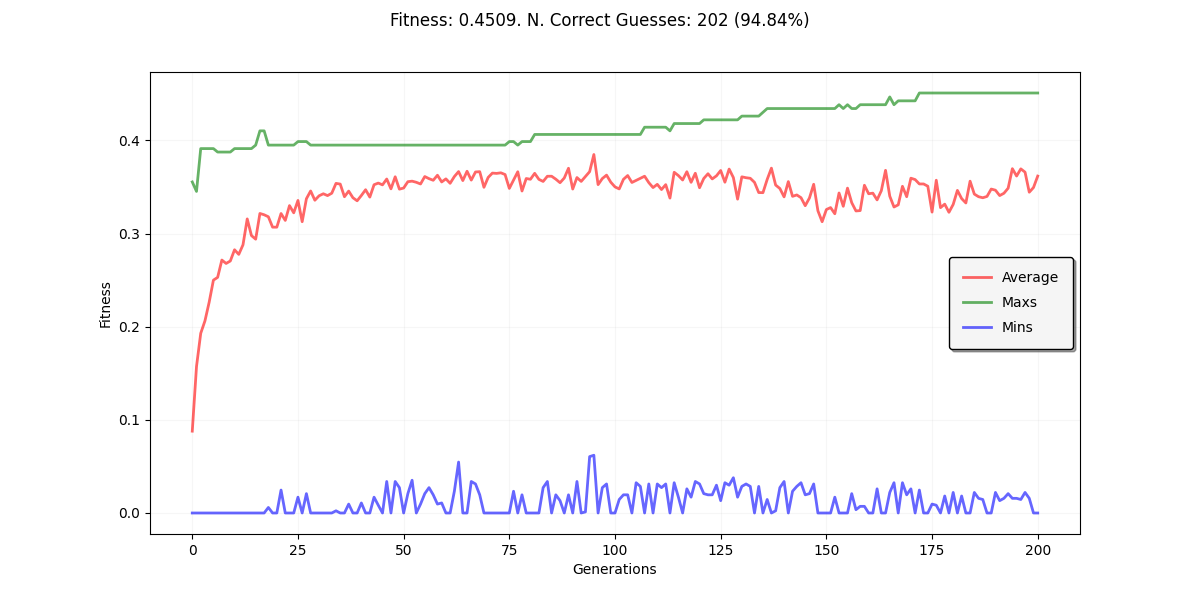 Fitness: 0.4509. N. Correct Guesses: 202 (94.84%)
0.4
0.3
0.2
0.1
0.0
Fitness
Average
Maxs
Mins
0 25 50 75 100 125 150 175 200
Generations